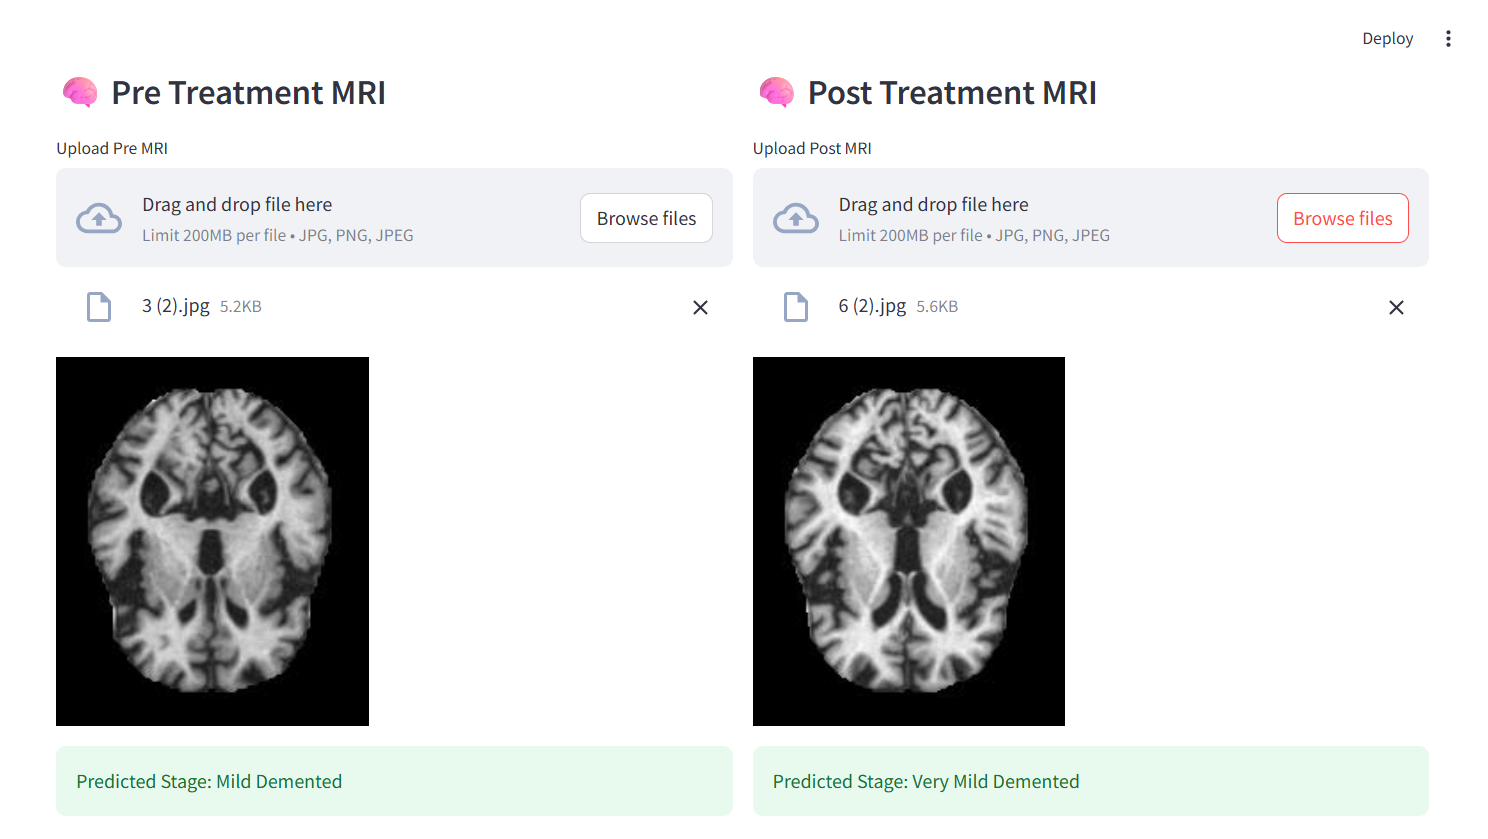 Deploy
Pre Treatment MRI
Upload Pre MRI
Drag and drop file here
Limit 200MB per file • JPG, PNG, JPEG
Browse files
3 (2).jpg 5.2KB
Predicted Stage: Mild Demented
Post Treatment MRI
Upload Post MRI
Drag and drop file here
Limit 200MB per file • JPG, PNG, JPEG
Browse files
6 (2).jpg 5.6KB
Predicted Stage: Very Mild Demented